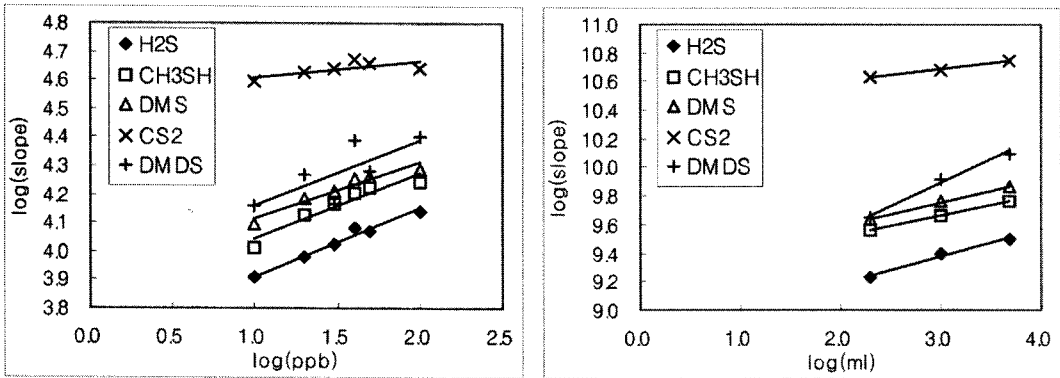 4.8
4.7
4.6
4.5
4.4
4.3
4.2
4.1
4.0
3.9
3.8
log(slope)
H2S
CH3SH
DMS
CS2
DMDS
0.0 0.5 1.0 1.5 2.0 2.5
log(ppb)
11.0
10.8
10.6
10.4
10.2
10.0
9.8
9.6
9.4
9.2
9.0
log(slope)
H2S
CH3SH
DMS
CS2
DMDS
0.0 1.0 2.0 3.0 4.0
log(ml)